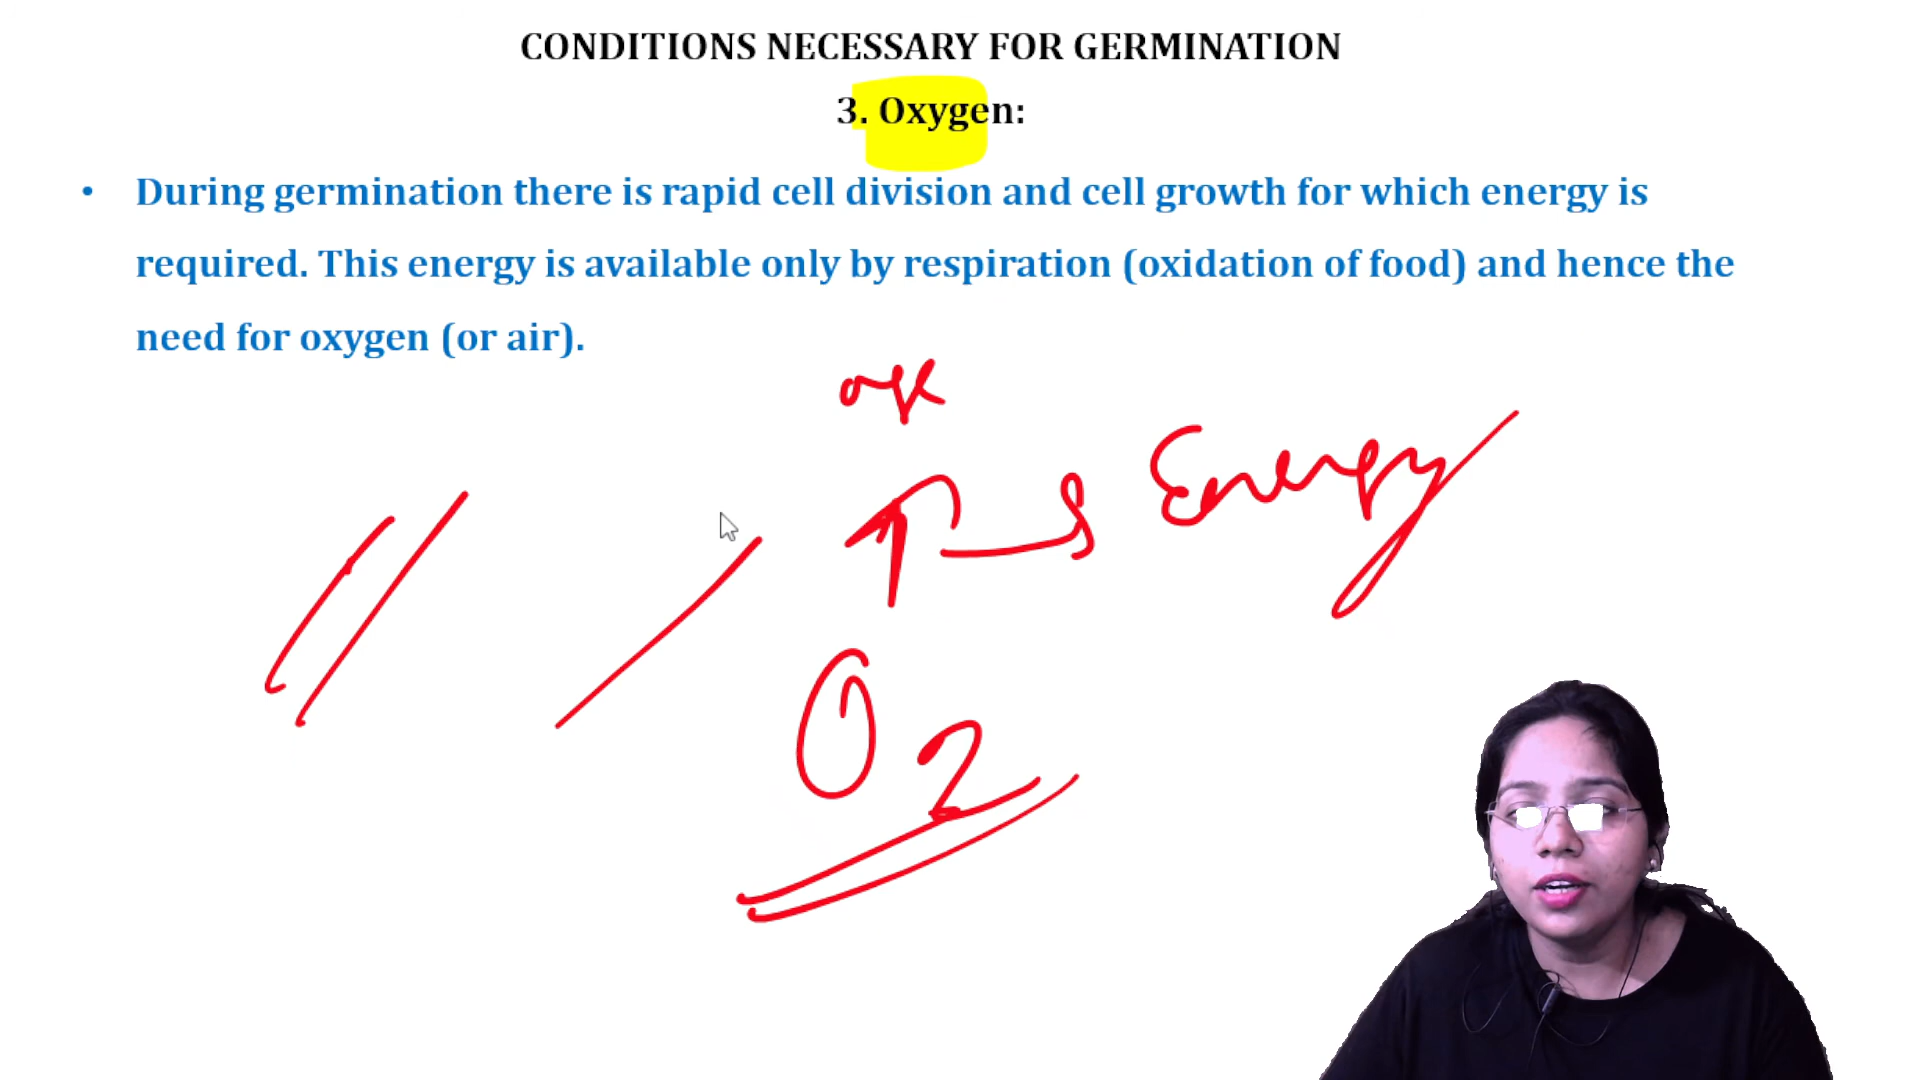 CONDITIONS NECESSARY FOR GERMINATION
3. Oxygen:
• During germination there is rapid cell division and cell growth for which energy is
required. This energy is available only by respiration (oxidation of food) and hence the
need for oxygen (or air).
Energy
O2